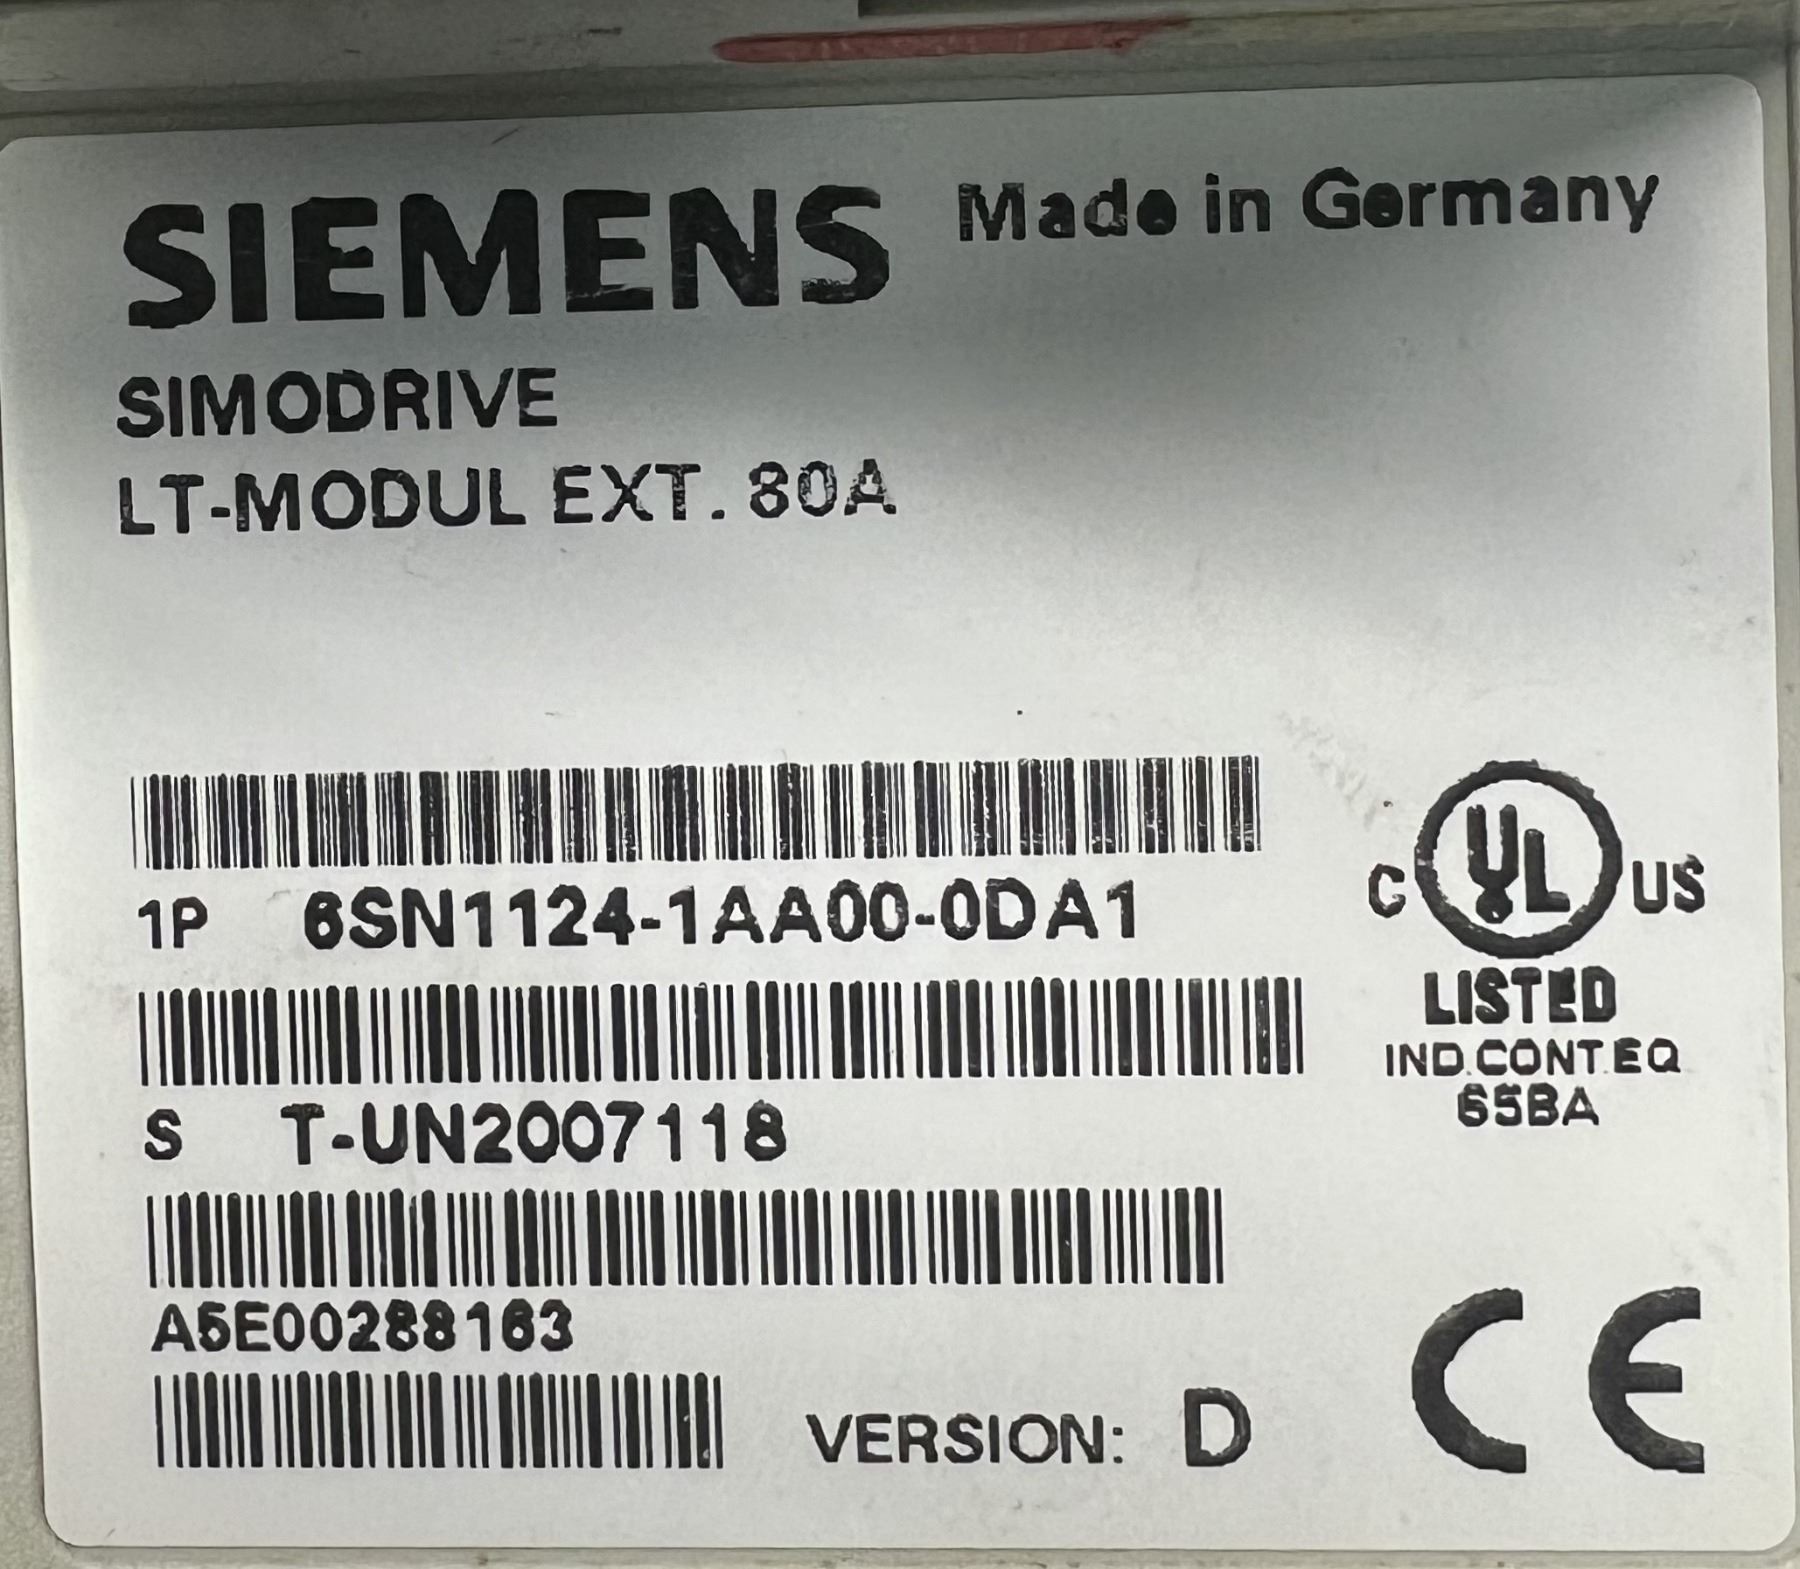 SIEMENS Made in Germany
SIMODRIVE
LT-MODUL EXT. 80A
1P 6SN1124-1AA00-0DA1
C UL US
LISTED
IND.CONT.EQ
65BA
S T-UN2007118
A5E00288163
VERSION: D
CE